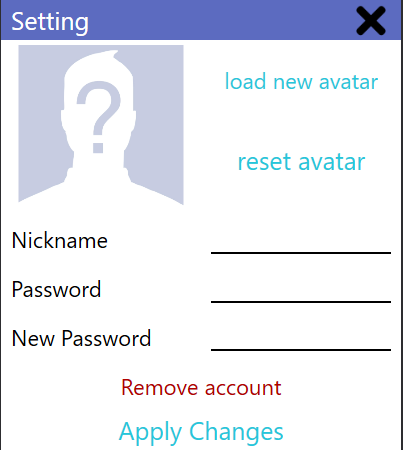 Setting
?
load new avatar
reset avatar
Nickname
Password
New Password
Remove account
Apply Changes